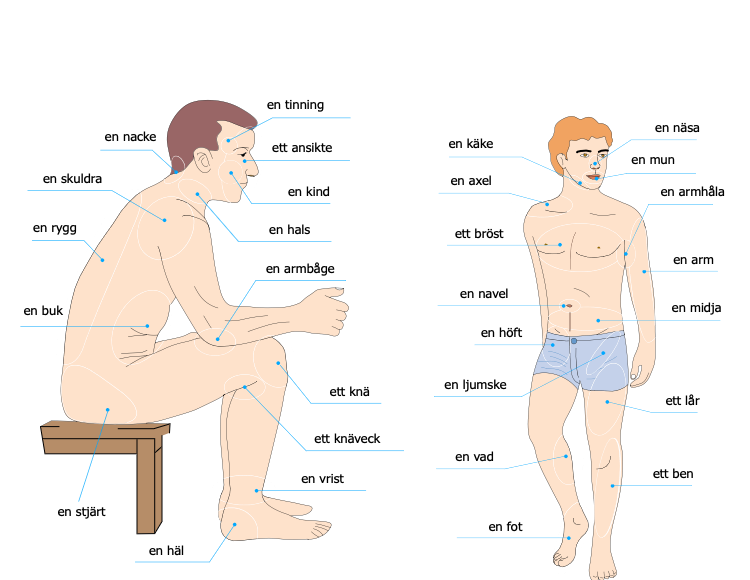 en tinning
en nacke
ett ansikte
en skuldra
en kind
en rygg
en hals
en armbåge
en buk
ett knä
ett knäveck
en vrist
en stjärt
en häl
en näsa
en käke
en mun
en axel
en armhåla
ett bröst
en arm
en navel
en midja
en höft
en ljumske
ett lår
en vad
ett ben
en fot